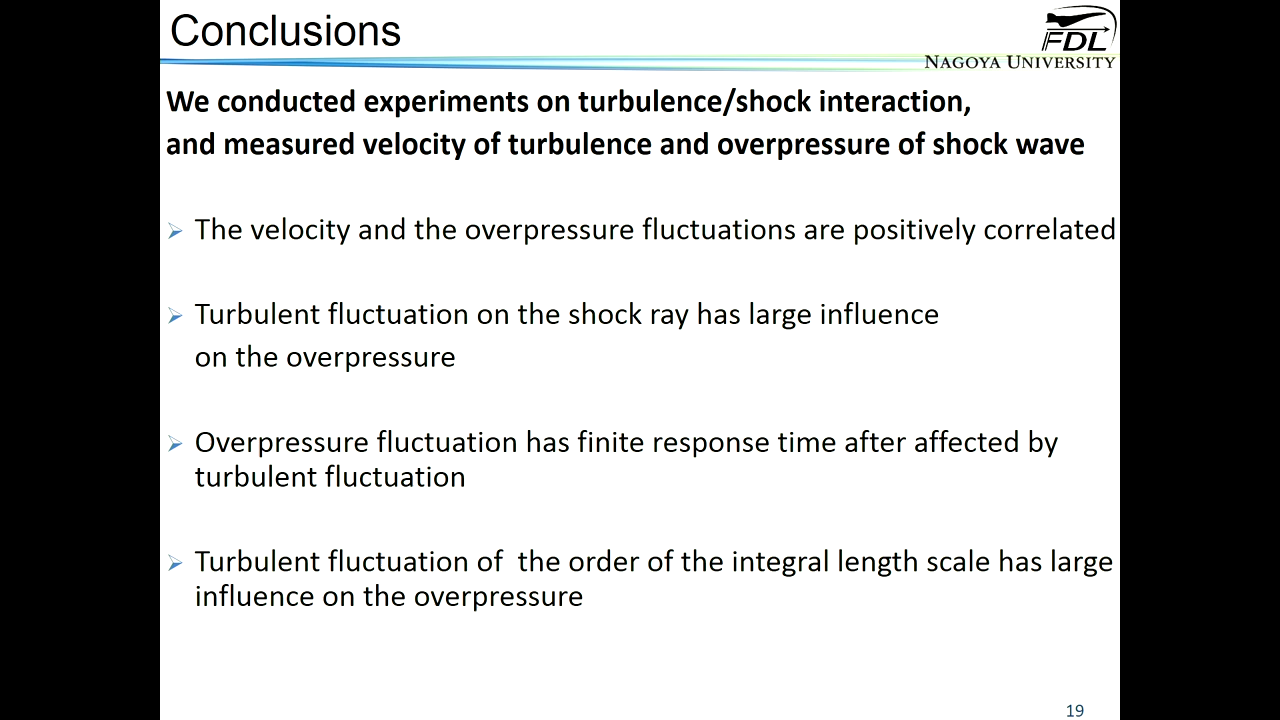 Conclusions
FDL
NAGOYA UNIVERSITY
We conducted experiments on turbulence/shock interaction,
and measured velocity of turbulence and overpressure of shock wave
➢ The velocity and the overpressure fluctuations are positively correlated
➢ Turbulent fluctuation on the shock ray has large influence
on the overpressure
➢ Overpressure fluctuation has finite response time after affected by
turbulent fluctuation
➢ Turbulent fluctuation of  the order of the integral length scale has large
influence on the overpressure
19